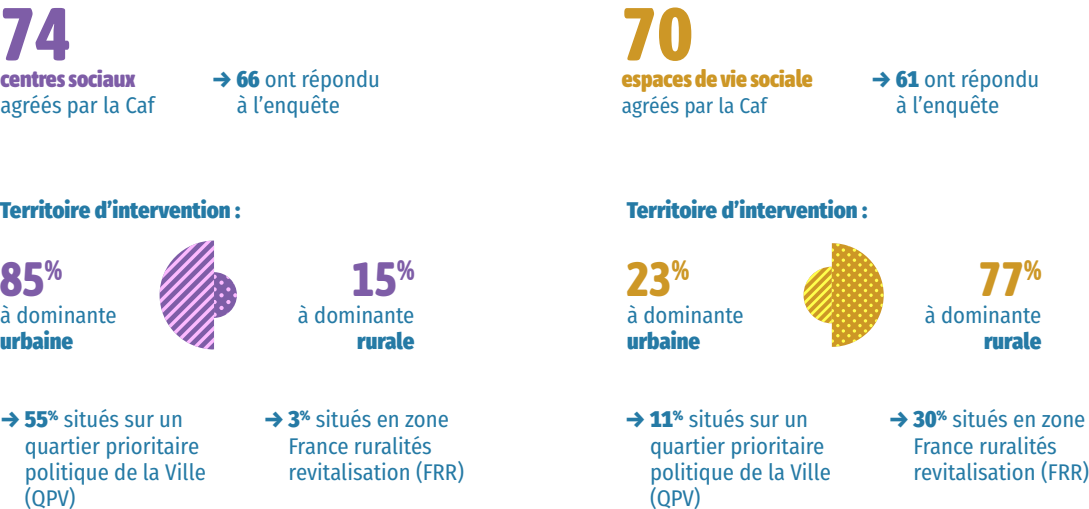 74
centres sociaux
agréés par la Caf
→ 66 ont répondu
à l'enquête
Territoire d'intervention :
85%
à dominante
urbaine
15%
à dominante
rurale
→ 55% situés sur un
quartier prioritaire
politique de la Ville
(QPV)
→ 3% situés en zone
France ruralités
revitalisation (FRR)
70
espaces de vie sociale
agréés par la Caf
→ 61 ont répondu
à l'enquête
Territoire d'intervention :
23%
à dominante
urbaine
77%
à dominante
rurale
→ 11% situés sur un
quartier prioritaire
politique de la Ville
(QPV)
→ 30% situés en zone
France ruralités
revitalisation (FRR)